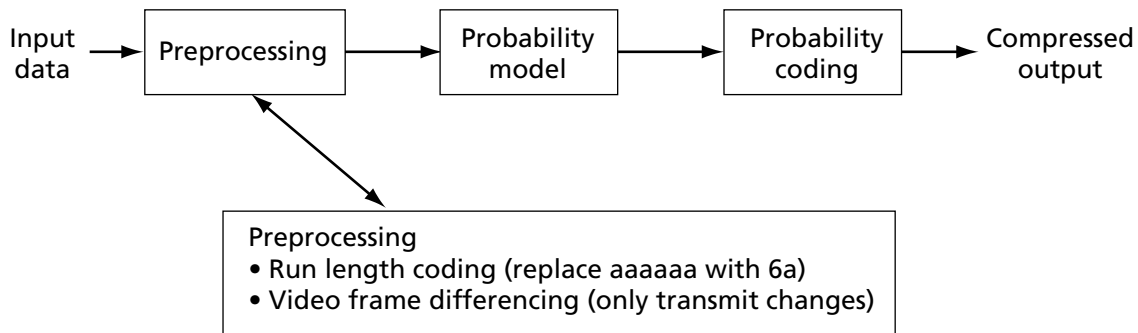 Input
data
Preprocessing
Probability
model
Probability
coding
Compressed
output
Preprocessing
• Run length coding (replace aaaaaa with 6a)
• Video frame differencing (only transmit changes)